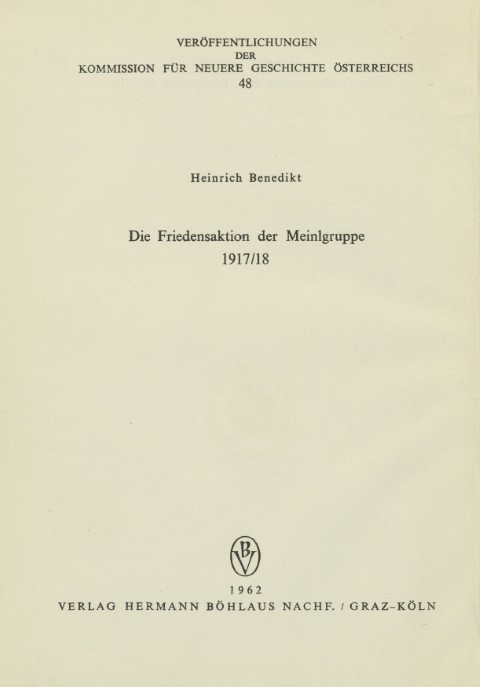 VERÖFFENTLICHUNGEN
DER
KOMMISSION FÜR NEUERE GESCHICHTE ÖSTERREICHS
48
Heinrich Benedikt
Die Friedensaktion der Meinlgruppe
1917/18
BV
1962
VERLAG HERMANN BÖHLAUS NACHF. / GRAZ–KÖLN